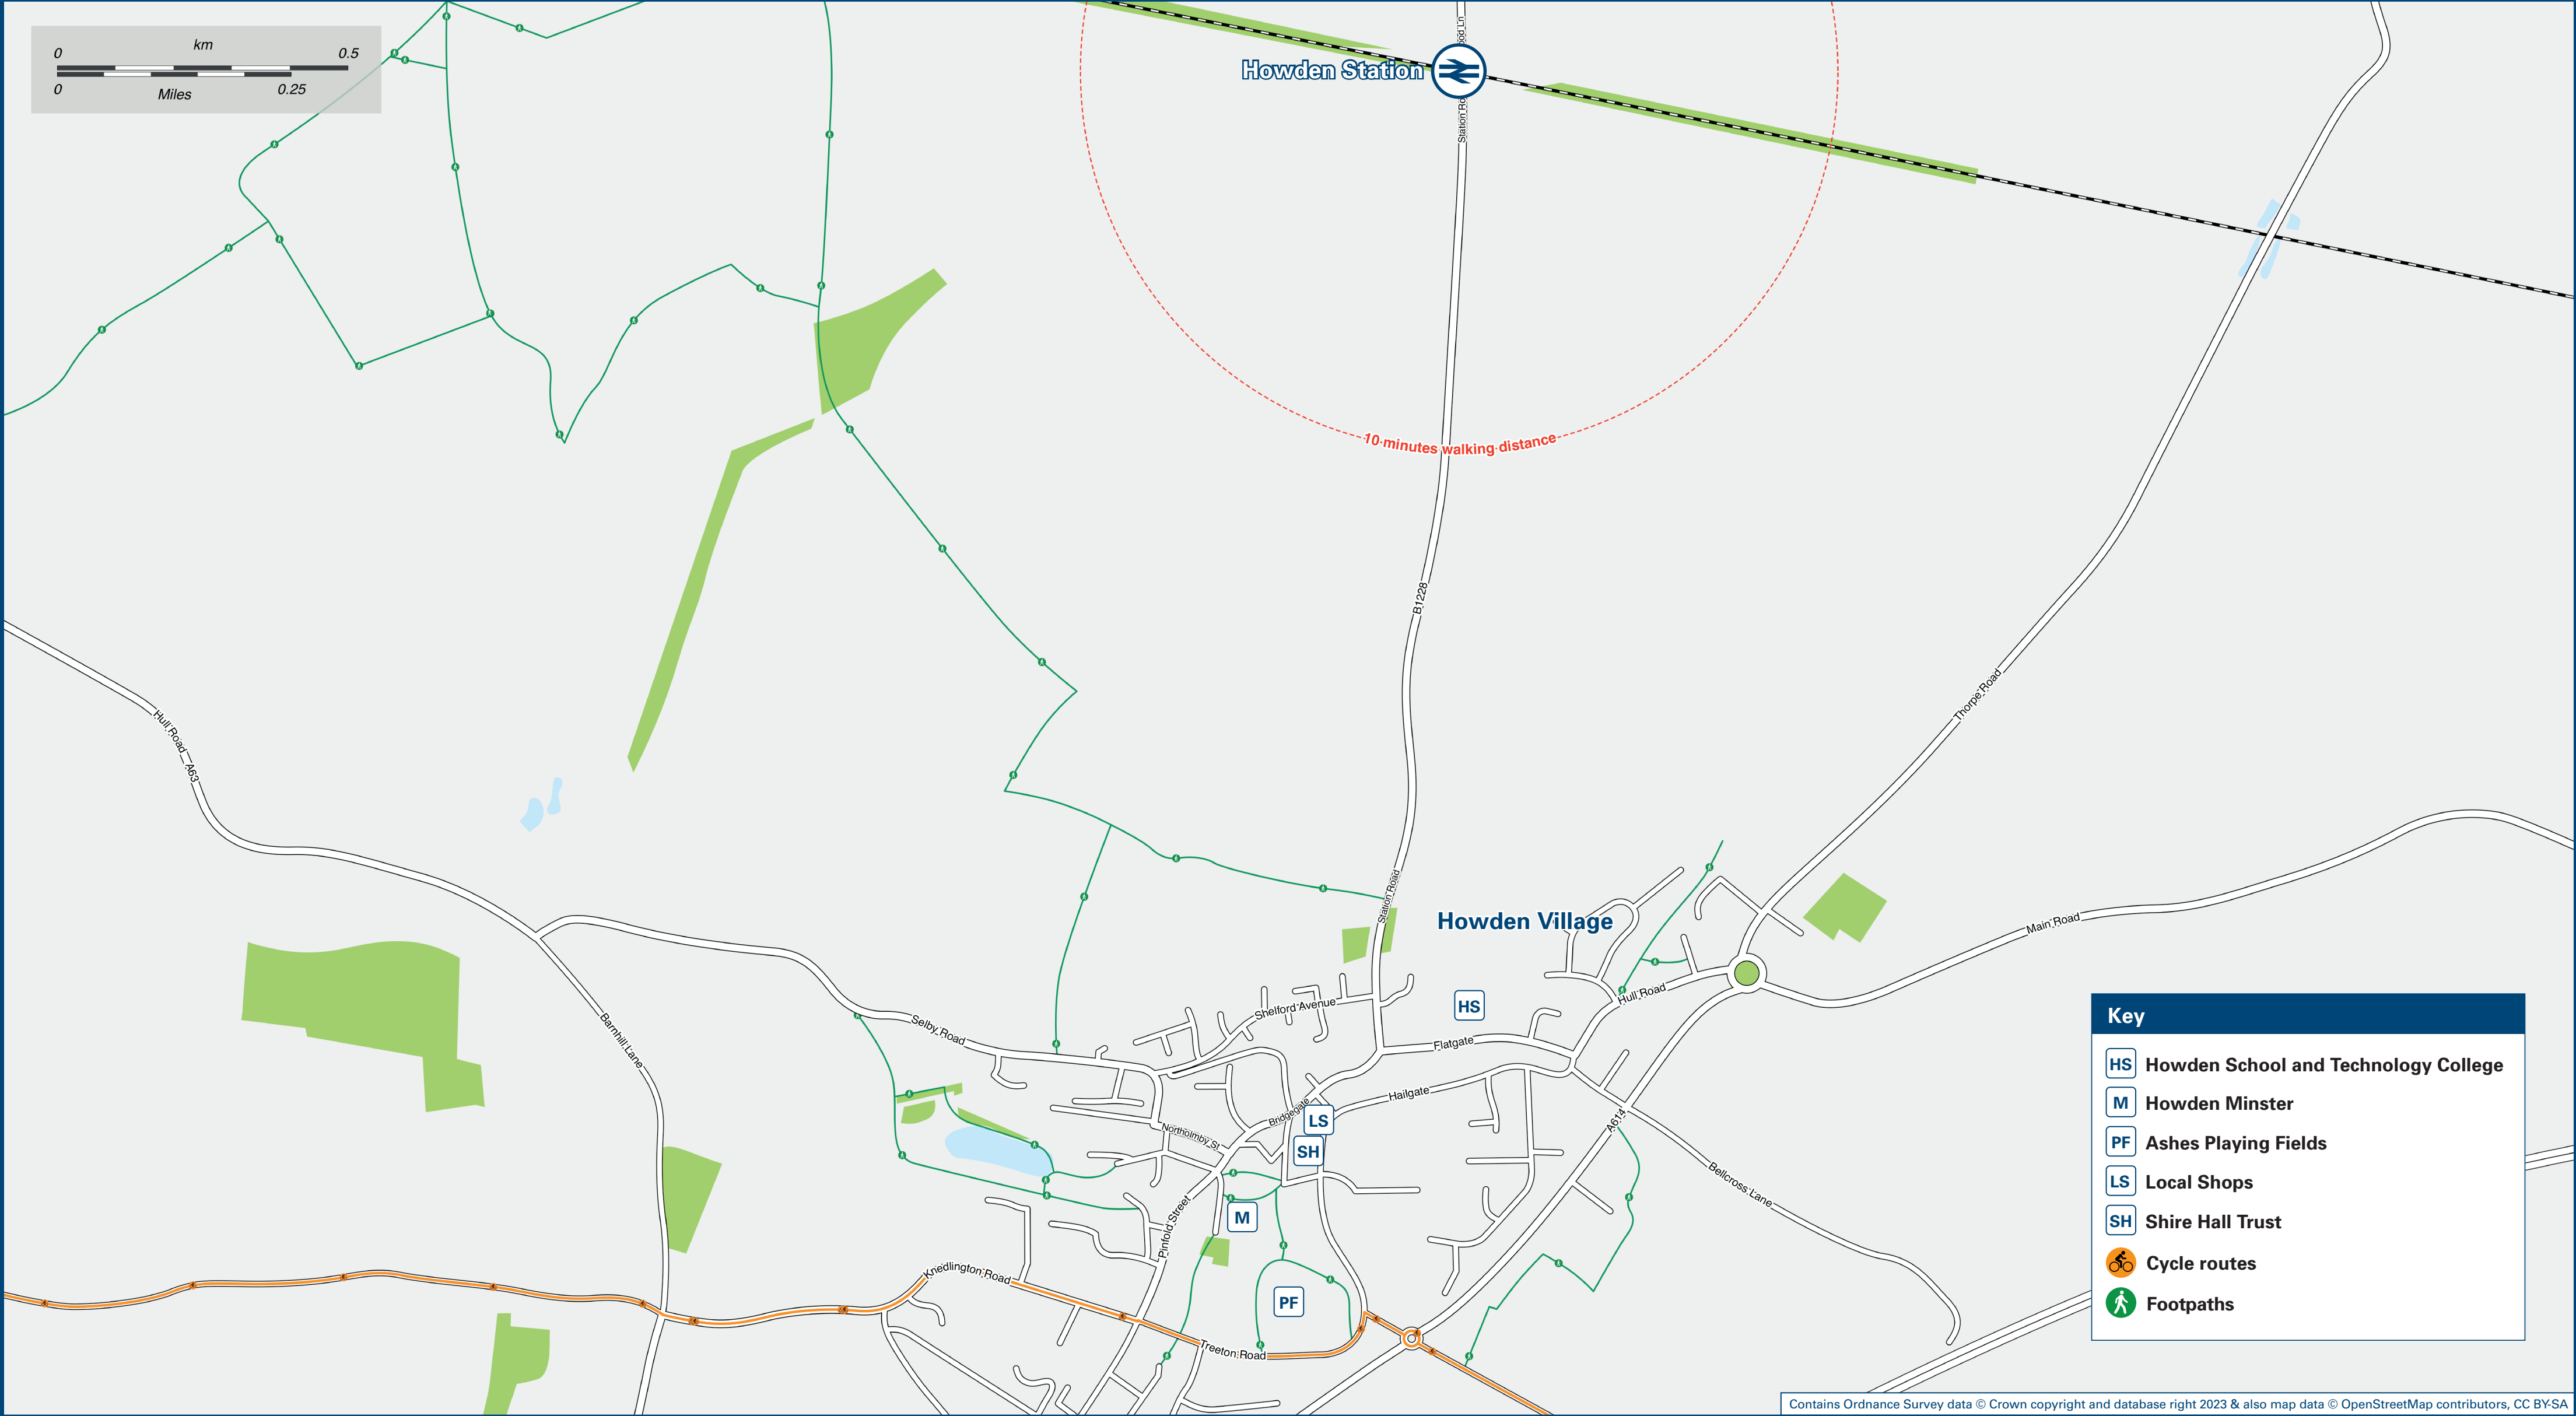 km
0 0.5
0 0.25
Miles
Howden Station
Station Ro
10 minutes walking distance
B1228
Thorpe Road
Hull Road
A63
Station Road
Howden Village
Main Road
HS
Hull Road
Shelford Avenue
Selby Road
Barnhill Lane
Flatgate
Hailgate
Bridgegate
LS
A614
Northolmby St
SH
Bellcross Lane
M
Pinfold Street
Knedlington Road
PF
Treeton Road
Key
HS Howden School and Technology College
M Howden Minster
PF Ashes Playing Fields
LS Local Shops
SH Shire Hall Trust
Cycle routes
Footpaths
Contains Ordnance Survey data © Crown copyright and database right 2023 & also map data © OpenStreetMap contributors, CC BY-SA